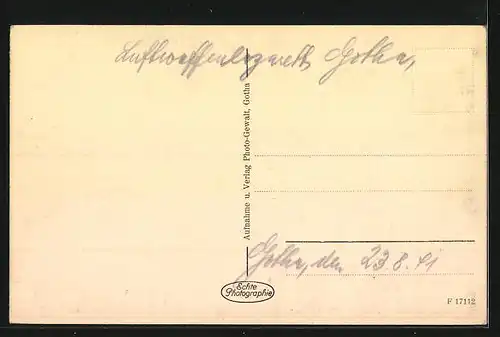 Luftwaffenlazarett Gotha,
Aufnahme u. Verlag Photo-Gewalt, Gotha
Gotha, den 23.8.41
Echte
Photographie
F 17112